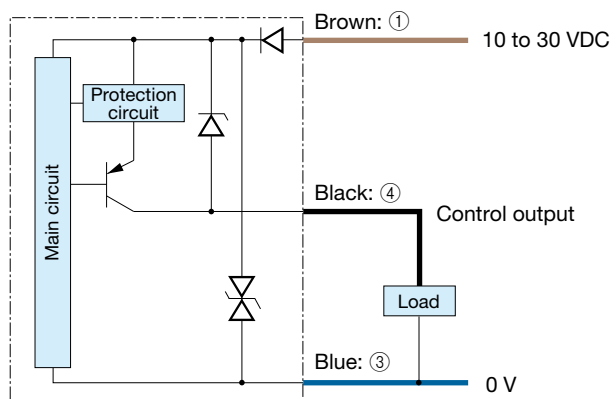 Brown: ①
10 to 30 VDC
Protection
circuit
Main circuit
Black: ④
Control output
Load
Blue: ③
0 V